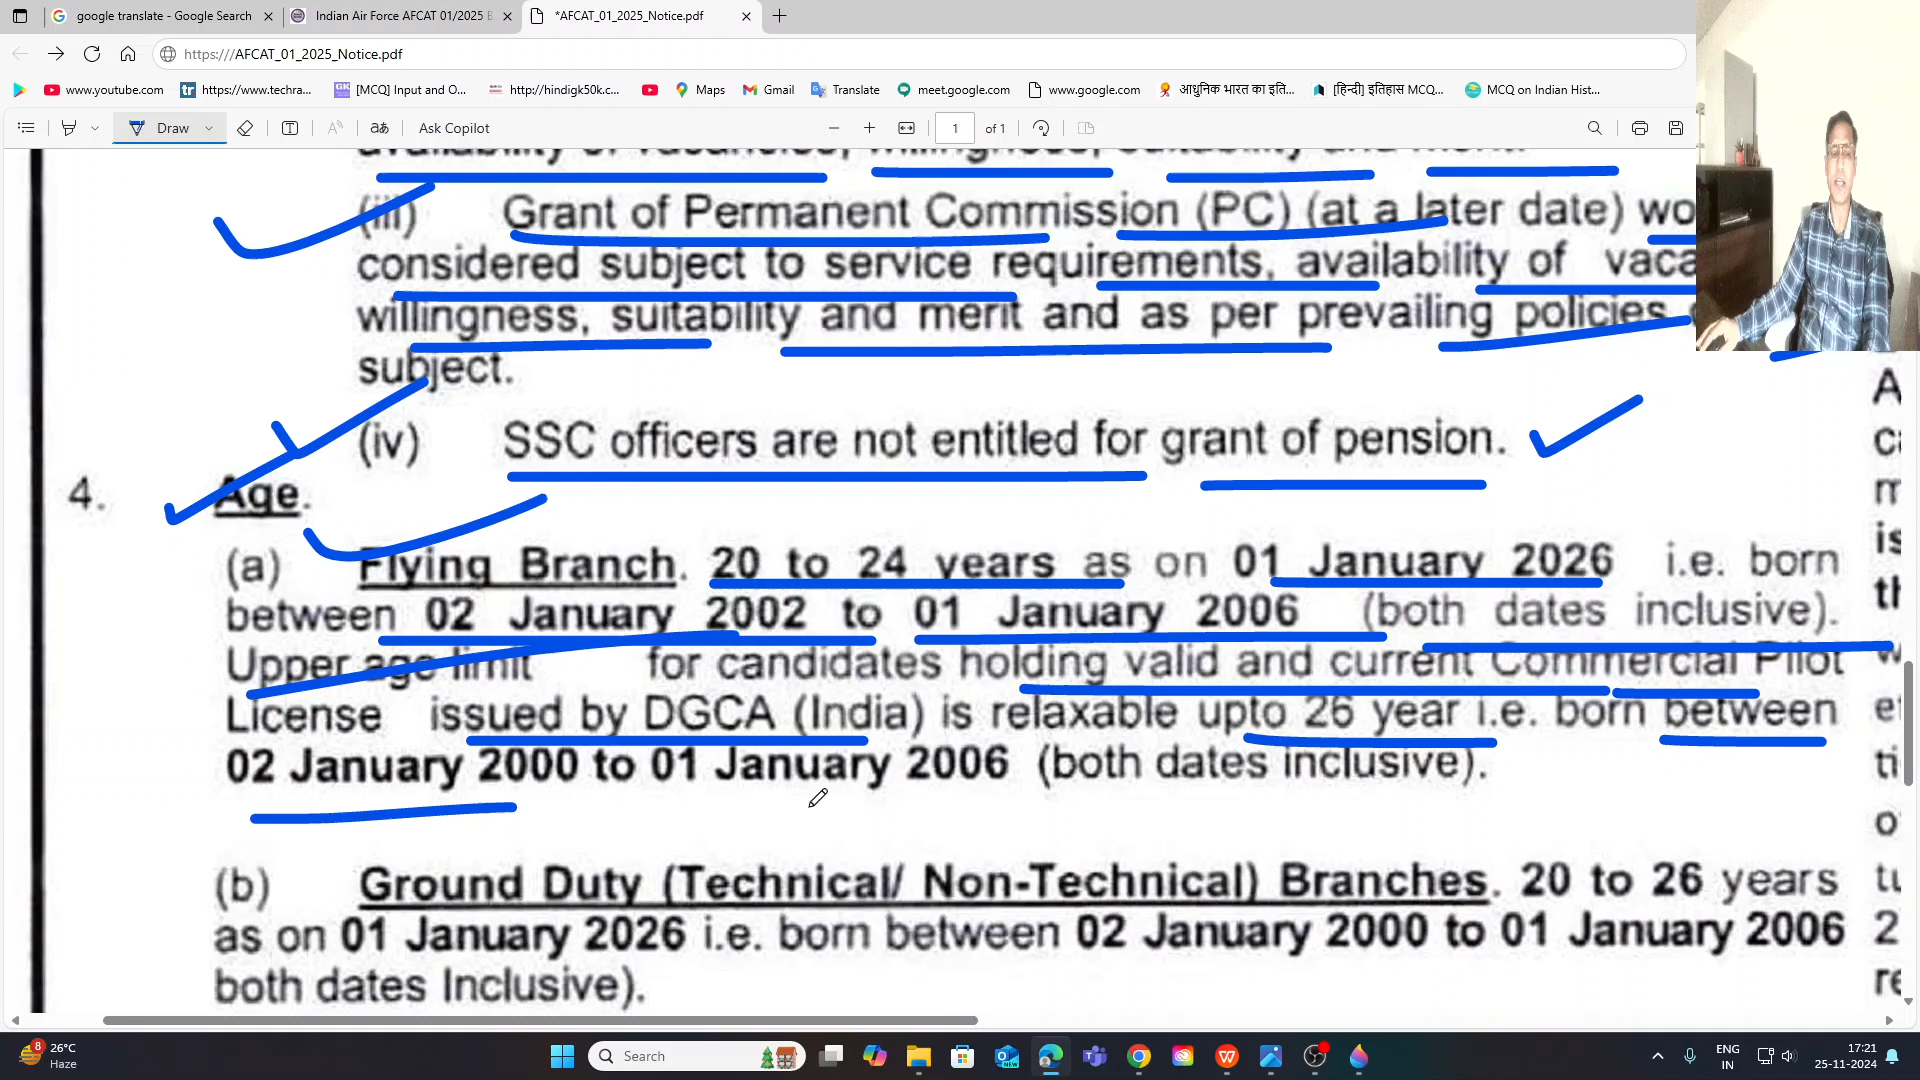 google translate - Google Search
Indian Air Force AFCAT 01/2025
*AFCAT_01_2025_Notice.pdf
https:///AFCAT_01_2025_Notice.pdf
www.youtube.com
https://www.techra...
[MCQ] Input and O...
http://hindigk50k.c...
Maps
Gmail
Translate
meet.google.com
www.google.com
आधुनिक भारत का इति...
[हिन्दी] इतिहास MCQ...
MCQ on Indian Hist...
Draw
Ask Copilot
1 of 1
availability of vacancies, willingness, suitability and merit.
(iii) Grant of Permanent Commission (PC) (at a later date) wo
considered subject to service requirements, availability of vaca
willingness, suitability and merit and as per prevailing policies
subject.
(iv) SSC officers are not entitled for grant of pension.
4. Age.
(a) Flying Branch. 20 to 24 years as on 01 January 2026 i.e. born
between 02 January 2002 to 01 January 2006 (both dates inclusive).
Upper age limit for candidates holding valid and current Commercial Pilot
License issued by DGCA (India) is relaxable upto 26 year i.e. born between
02 January 2000 to 01 January 2006 (both dates inclusive).
(b) Ground Duty (Technical/ Non-Technical) Branches. 20 to 26 years
as on 01 January 2026 i.e. born between 02 January 2000 to 01 January 2006
both dates Inclusive).
8
26°C
Haze
Search
ENG
IN
17:21
25-11-2024